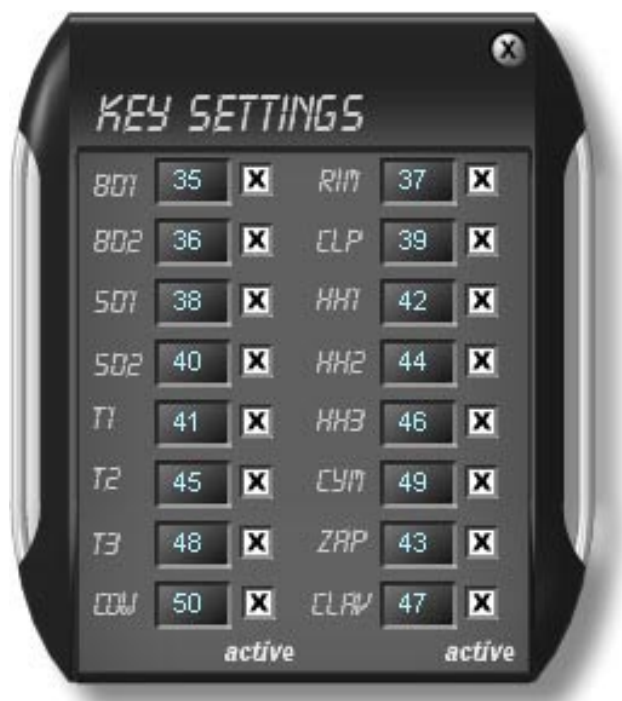 X
KEY SETTINGS
BD1 35 X RIM 37 X
BD2 36 X CLP 39 X
SD1 38 X HH1 42 X
SD2 40 X HH2 44 X
T1 41 X HH3 46 X
T2 45 X CYM 49 X
T3 48 X ZAP 43 X
COW 50 X CLAV 47 X
active active